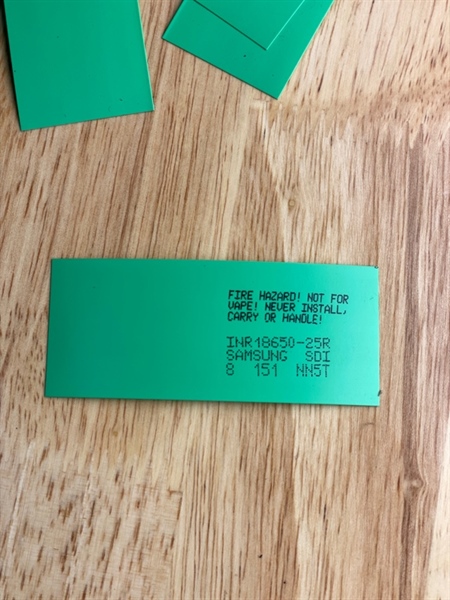 FIRE HAZARD! NOT FOR
VAPE! NEVER INSTALL,
CARRY OR HANDLE!
INR18650-25R
SAMSUNG SDI
8 151 NN5T